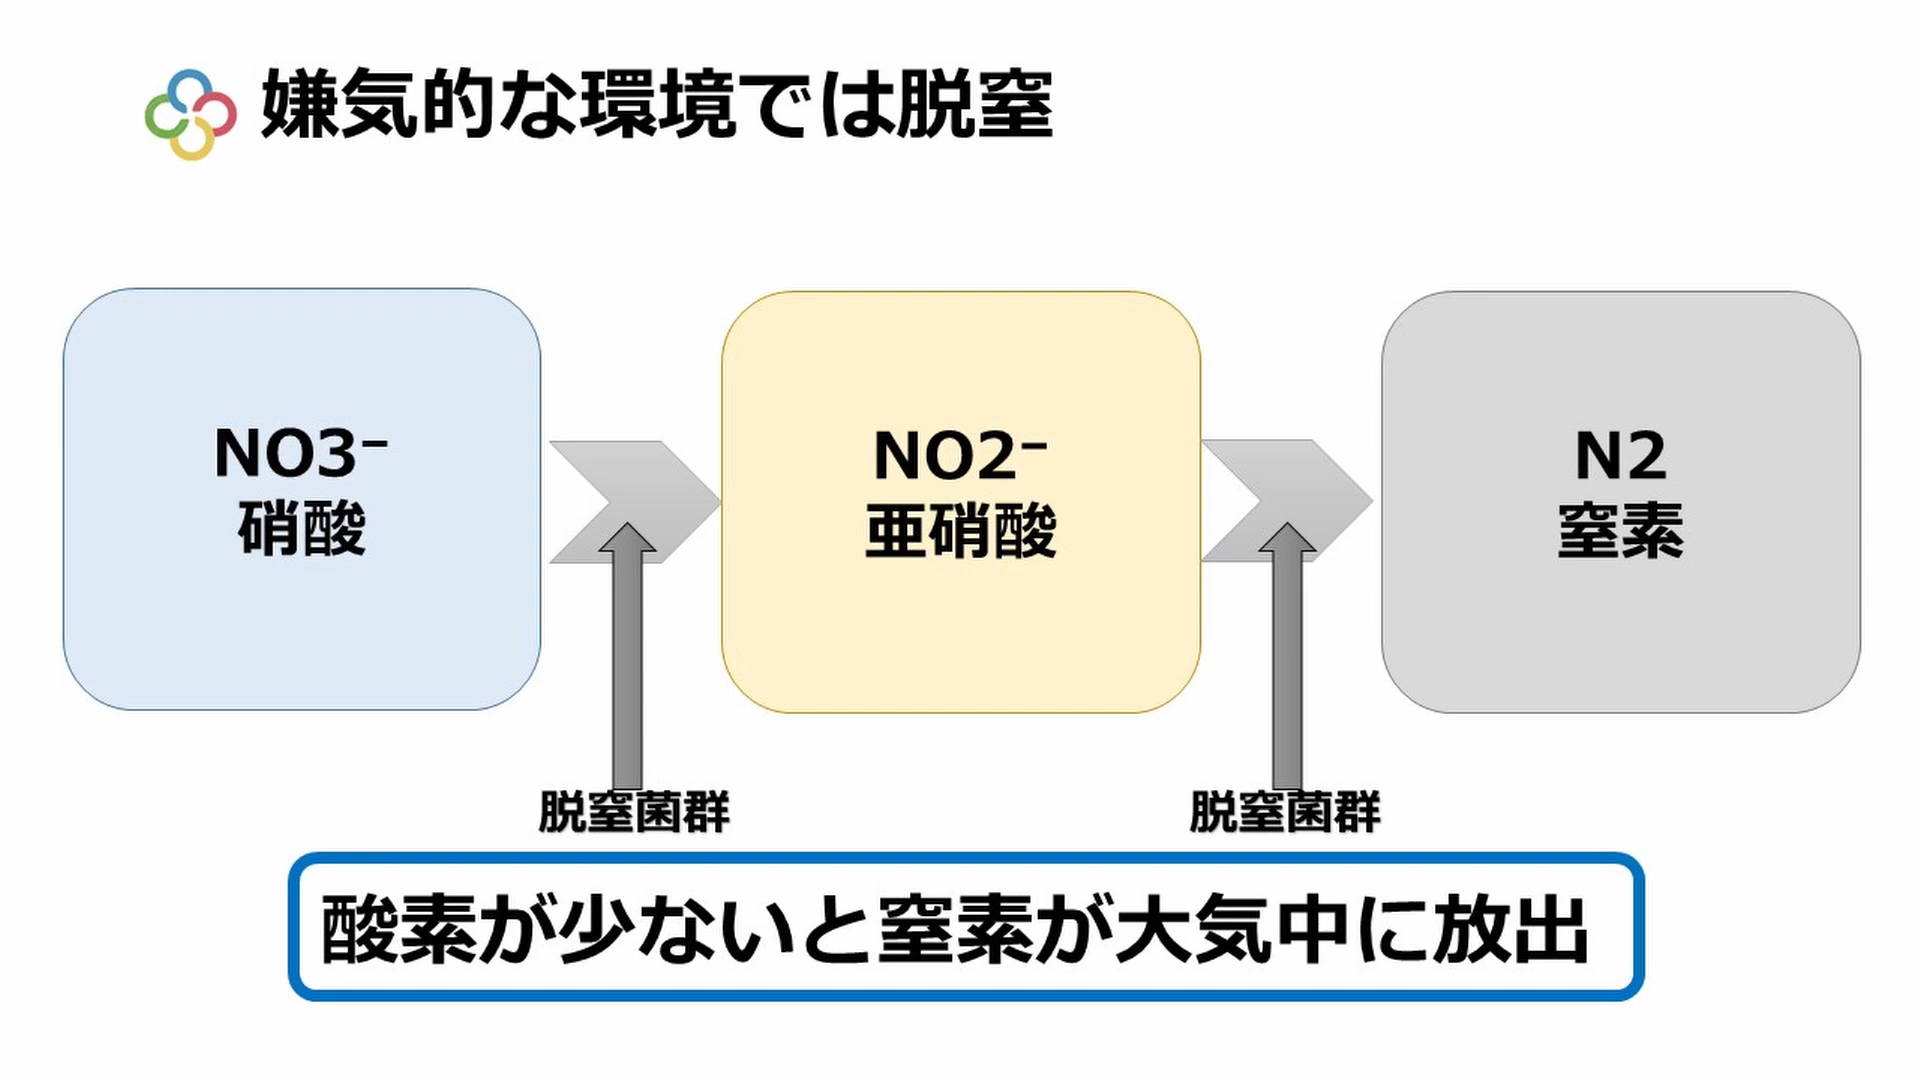 嫌気的な環境では脱窒
NO3⁻
硝酸
NO2⁻
亜硝酸
N2
窒素
脱窒菌群
脱窒菌群
酸素が少ないと窒素が大気中に放出